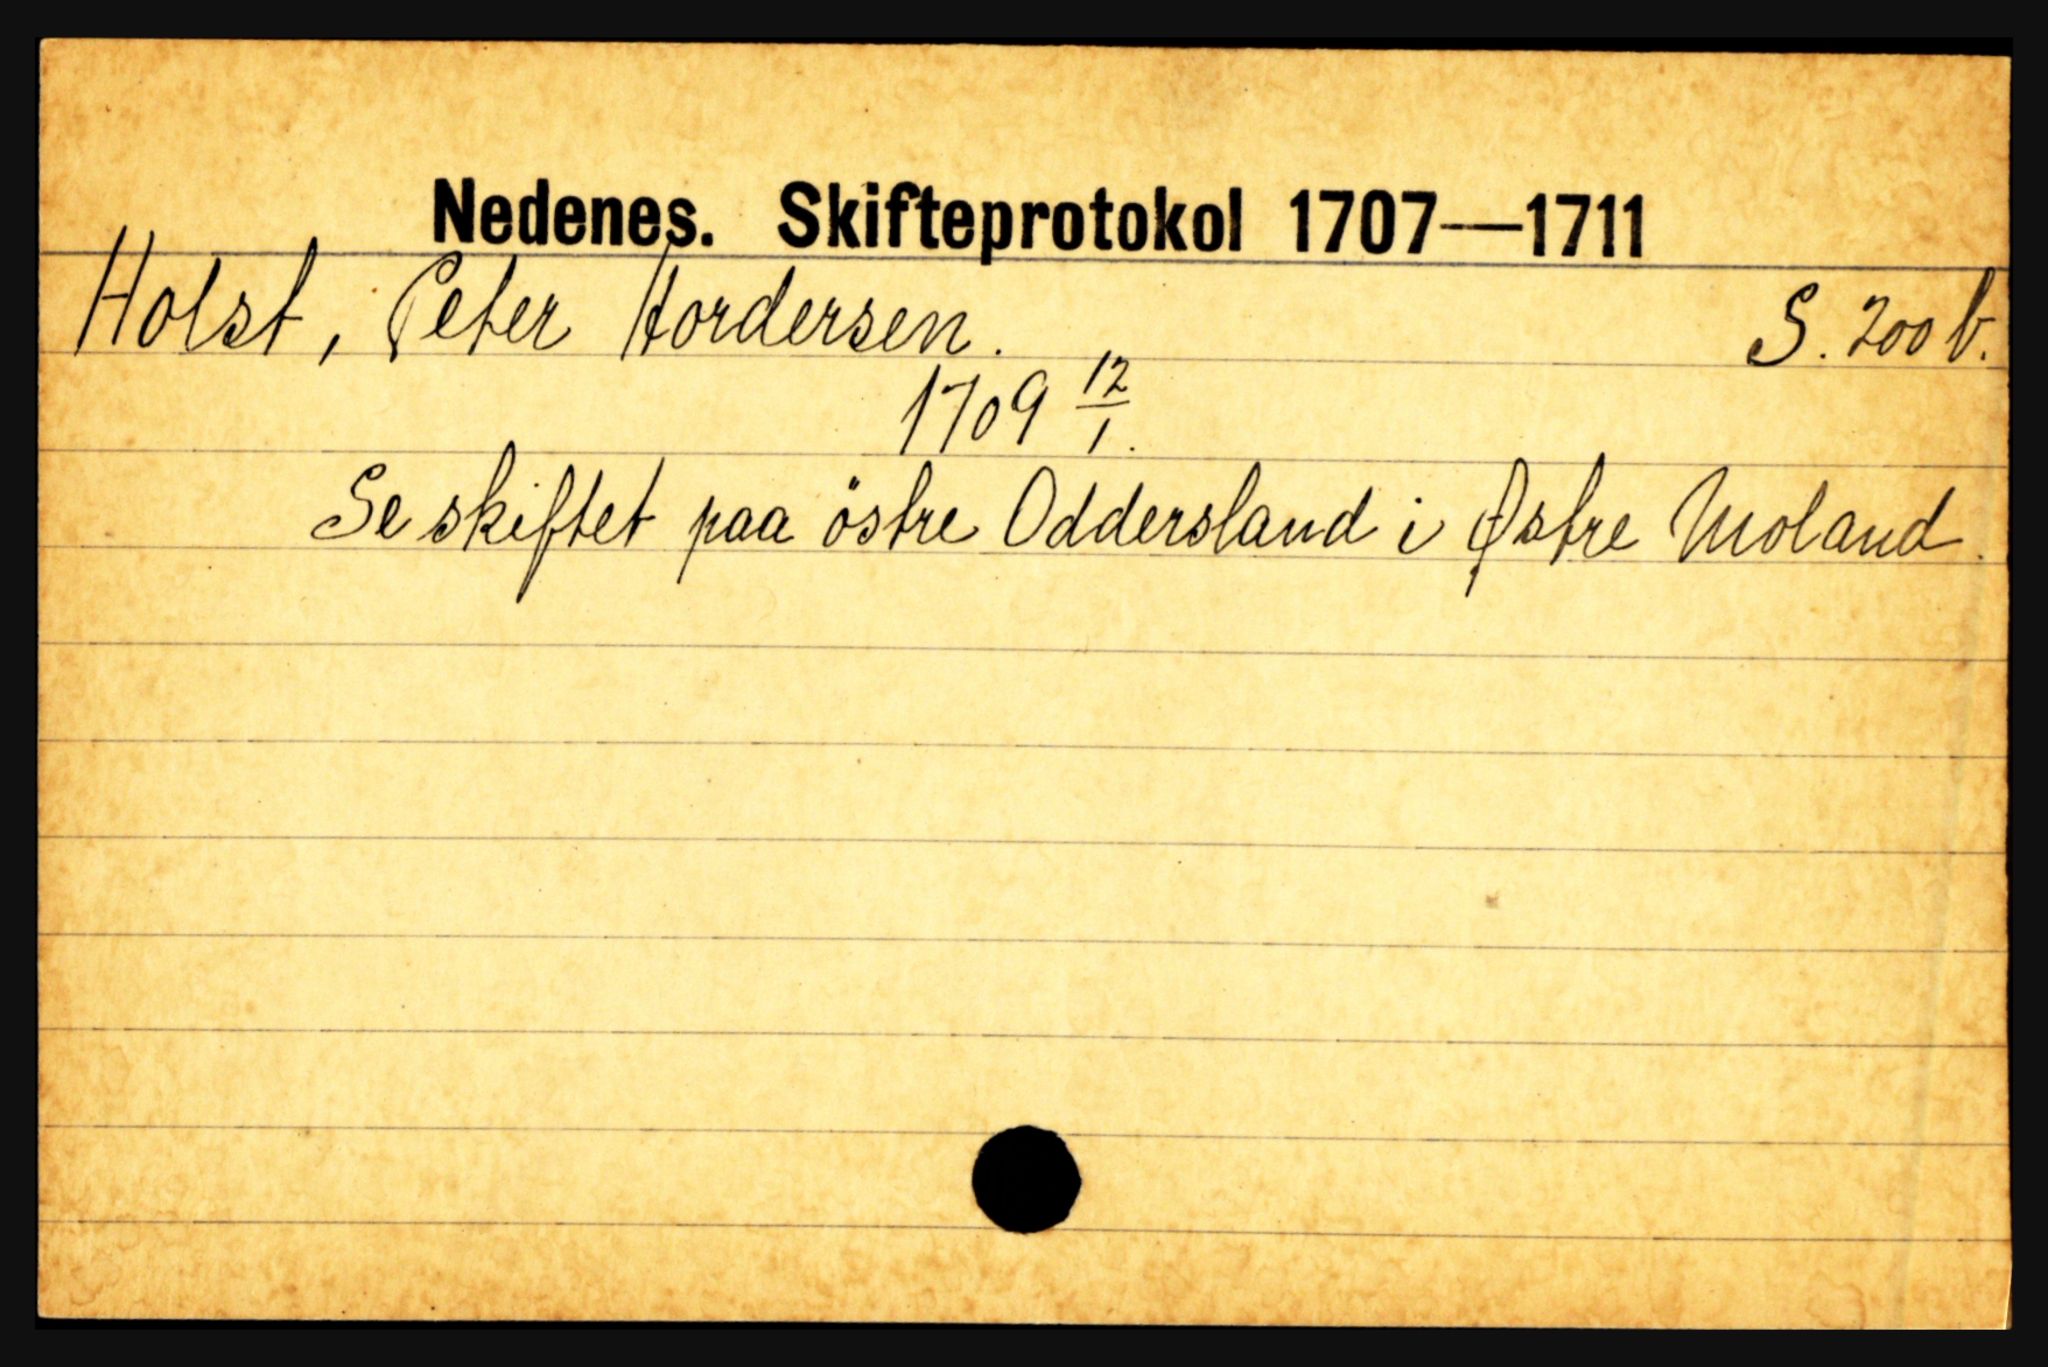 Nedenes. Skifteprotokol 1707—1711
Holst, Peter Hordersen. S. 200 b.
1709 12/1.
Se skiftet paa östre Oddersland i Østre Moland.